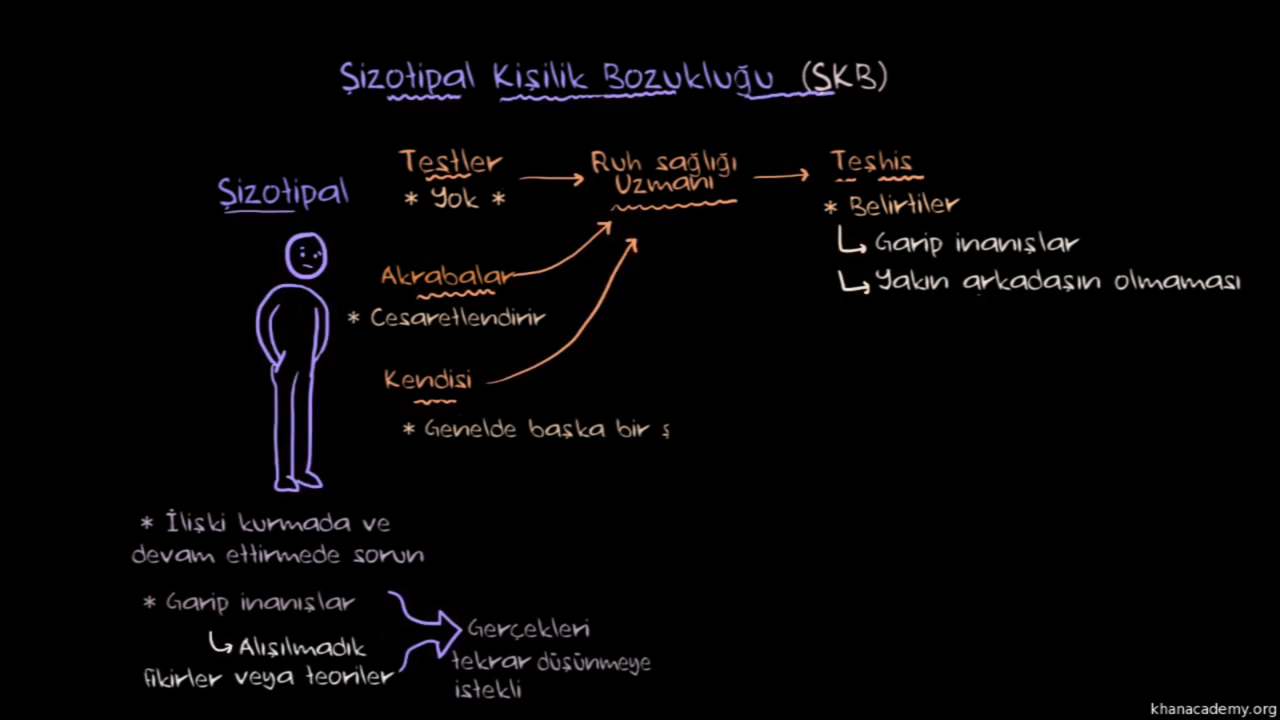 Şizotipal Kişilik Bozukluğu (ŞKB)
Şizotipal
Testler
* Yok *
Ruh sağlığı
Uzmanı
Teşhis
* Belirtiler
Garip inanışlar
Yakın arkadaşın olmaması
Akrabalar
* Cesaretlendirir
Kendisi
* Genelde başka bir ş
* İlişki kurmada ve
devam ettirmede sorun
* Garip inanışlar
Alışılmadık
fikirler veya teoriler
Gerçekleri
tekrar düşünmeye
istekli
khanacademy.org